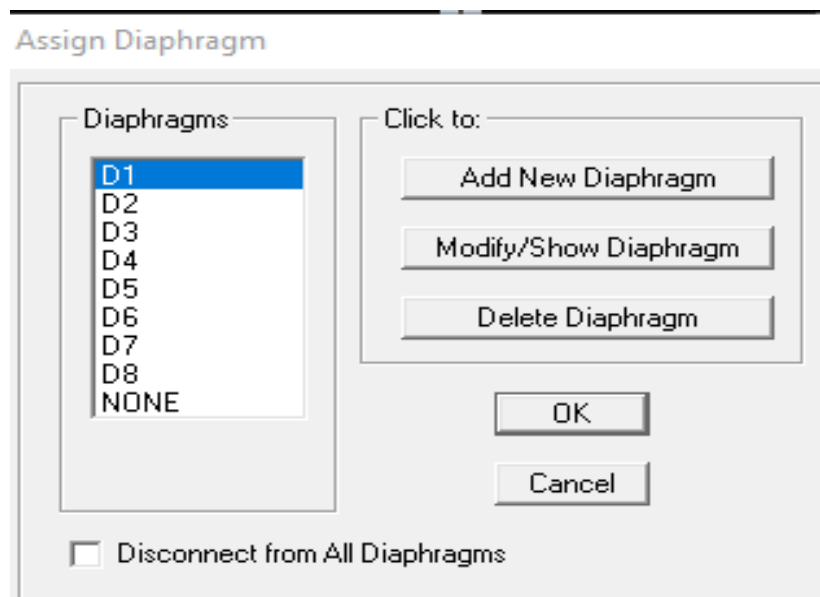 Assign Diaphragm
Diaphragms
D1
D2
D3
D4
D5
D6
D7
D8
NONE
Click to:
Add New Diaphragm
Modify/Show Diaphragm
Delete Diaphragm
OK
Cancel
Disconnect from All Diaphragms